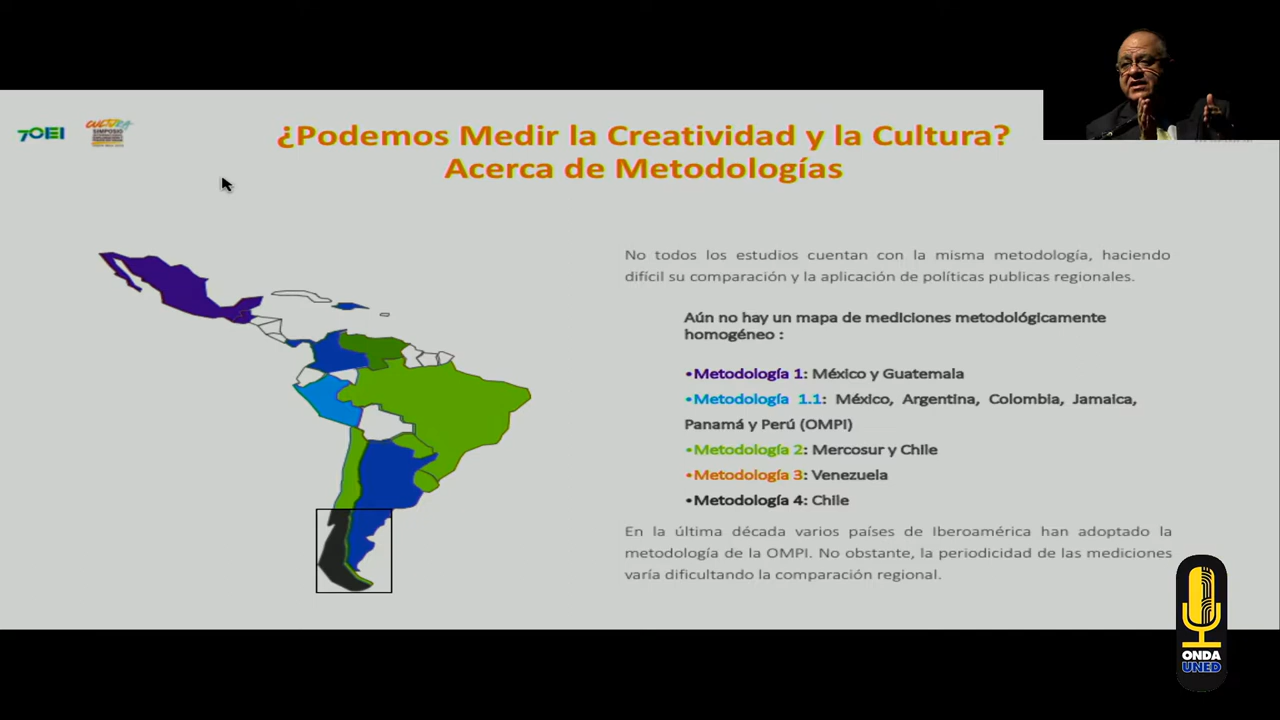 7OEI
CULTURA
SIMPOSIO
¿Podemos Medir la Creatividad y la Cultura?
Acerca de Metodologías
No todos los estudios cuentan con la misma metodología, haciendo
difícil su comparación y la aplicación de políticas publicas regionales.
Aún no hay un mapa de mediciones metodológicamente
homogéneo :
•Metodología 1: México y Guatemala
•Metodología 1.1: México, Argentina, Colombia, Jamaica,
Panamá y Perú (OMPI)
•Metodología 2: Mercosur y Chile
•Metodología 3: Venezuela
•Metodología 4: Chile
En la última década varios países de Iberoamérica han adoptado la
metodología de la OMPI. No obstante, la periodicidad de las mediciones
varía dificultando la comparación regional.
ONDA
UNED